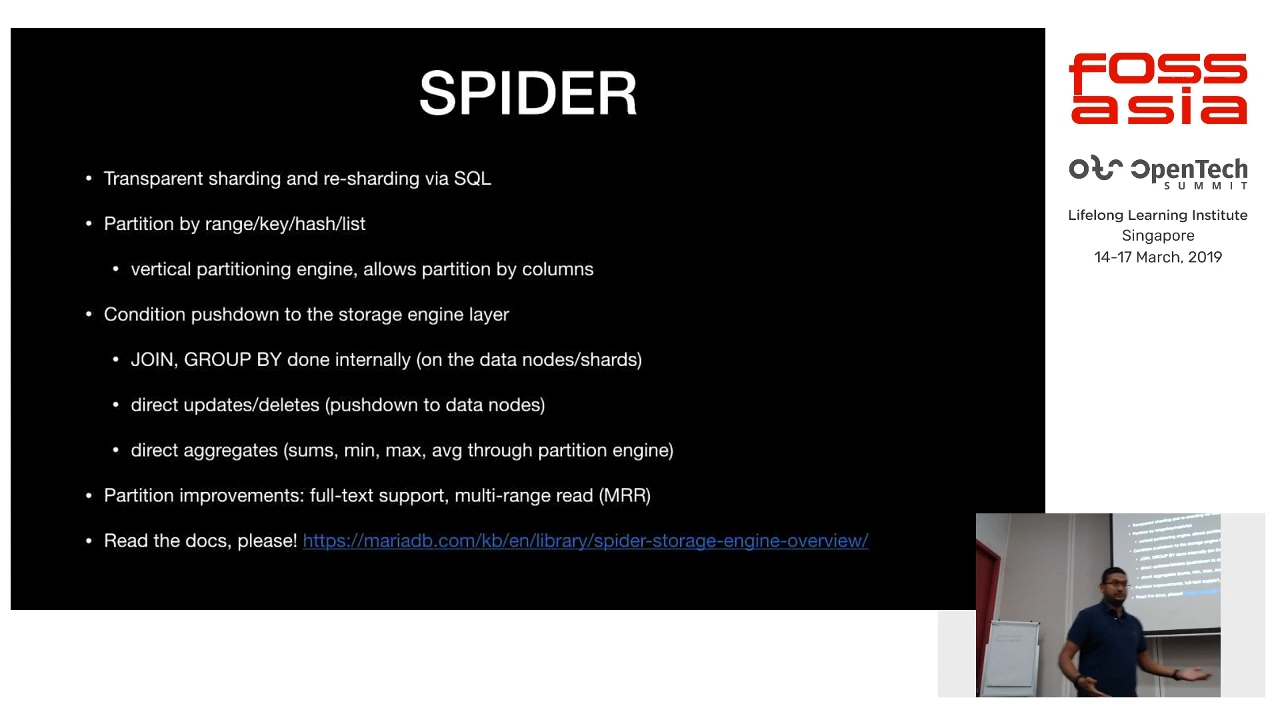 SPIDER
• Transparent sharding and re-sharding via SQL
• Partition by range/key/hash/list
• vertical partitioning engine, allows partition by columns
• Condition pushdown to the storage engine layer
• JOIN, GROUP BY done internally (on the data nodes/shards)
• direct updates/deletes (pushdown to data nodes)
• direct aggregates (sums, min, max, avg through partition engine)
• Partition improvements: full-text support, multi-range read (MRR)
• Read the docs, please! https://mariadb.com/kb/en/library/spider-storage-engine-overview/
foss
asia
OpenTech
SUMMIT
Lifelong Learning Institute
Singapore
14-17 March, 2019